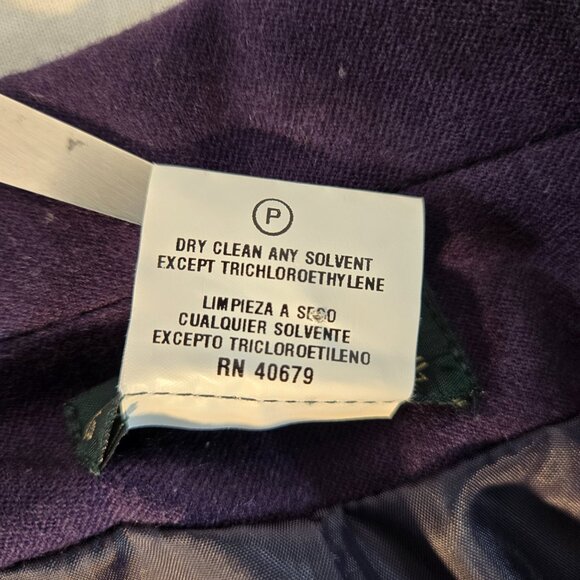 P
DRY CLEAN ANY SOLVENT
EXCEPT TRICHLOROETHYLENE
LIMPIEZA A SECO
CUALQUIER SOLVENTE
EXCEPTO TRICLOROETILENO
RN 40679